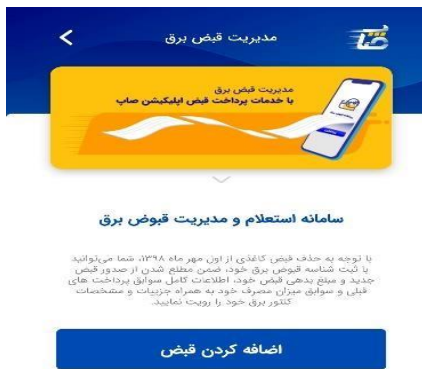 مدیریت قبض برق
مدیریت قبض برق
با خدمات پرداخت قبض اپلیکیشن صاپ
سامانه استعلام و مدیریت قبوض برق
با توجه به حذف قبض کاغذی از اول مهر ماه ۱۳۹۸، شما می‌توانید
با ثبت شناسه قبوض برق خود، ضمن مطلع شدن از صدور قبض
جدید و مبلغ بدهی قبض خود، اطلاعات کامل سوابق پرداخت های
قبلی و سوابق میزان مصرف خود به همراه جزییات و مشخصات
کنتور برق خود را رویت نمایید.
اضافه کردن قبض